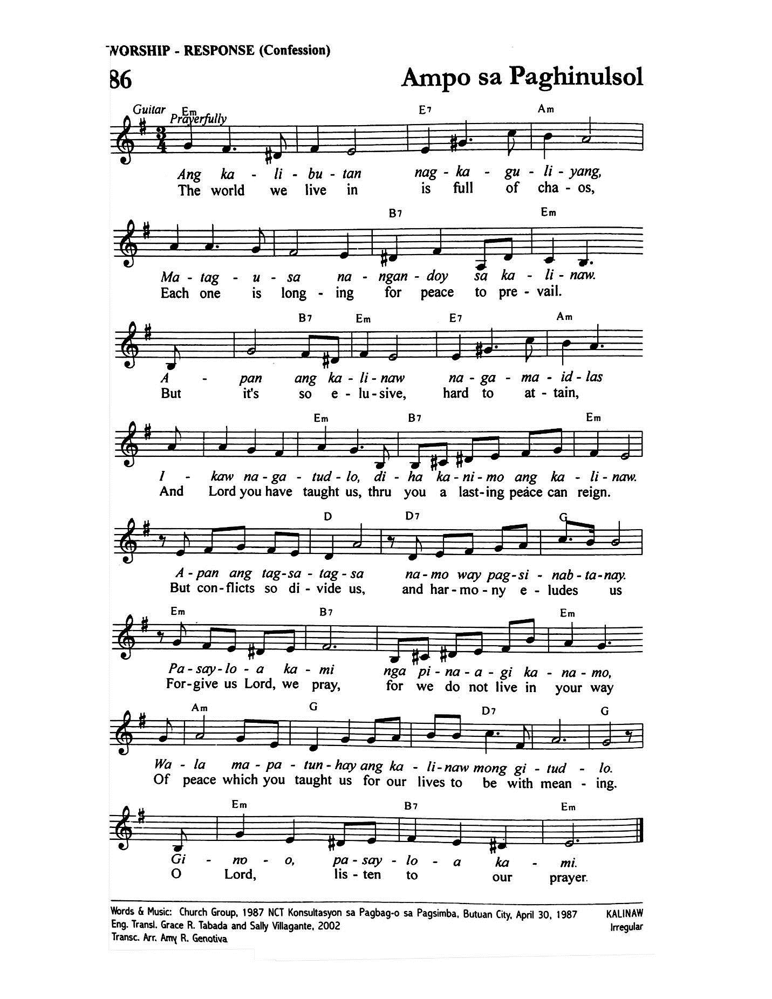 WORSHIP - RESPONSE (Confession)
86 Ampo sa Paghinulsol
Guitar Em E7 Am
Prayerfully
3
4
Ang ka - li - bu - tan nag - ka - gu - li - yang,
The world we live in is full of cha - os,
B7 Em
Ma - tag - u - sa na - ngan - doy sa ka - li - naw.
Each one is long - ing for peace to pre - vail.
B7 Em E7 Am
A - pan ang ka - li - naw na - ga - ma - id - las
But it's so e - lu - sive, hard to at - tain,
Em B7 Em
I - kaw na - ga - tud - lo, di - ha ka - ni - mo ang ka - li - naw.
And Lord you have taught us, thru you a last - ing peace can reign.
D D7 G
A - pan ang tag - sa - tag - sa na - mo way pag - si - nab - ta - nay.
But con - flicts so di - vide us, and har - mo - ny e - ludes us
Em B7 Em
Pa - say - lo - a ka - mi nga pi - na - a - gi ka - na - mo,
For - give us Lord, we pray, for we do not live in your way
Am G D7 G
Wa - la ma - pa - tun - hay ang ka - li - naw mong gi - tud - lo.
Of peace which you taught us for our lives to be with mean - ing.
Em B7 Em
Gi - no - o, pa - say - lo - a ka - mi.
O Lord, lis - ten to our prayer.
Words & Music: Church Group, 1987 NCT Konsultasyon sa Pagbag-o sa Pagsimba, Butuan City, April 30, 1987 KALINAW
Eng. Transl. Grace R. Tabada and Sally Villagante, 2002 Irregular
Transc. Arr. Amy R. Genotiva